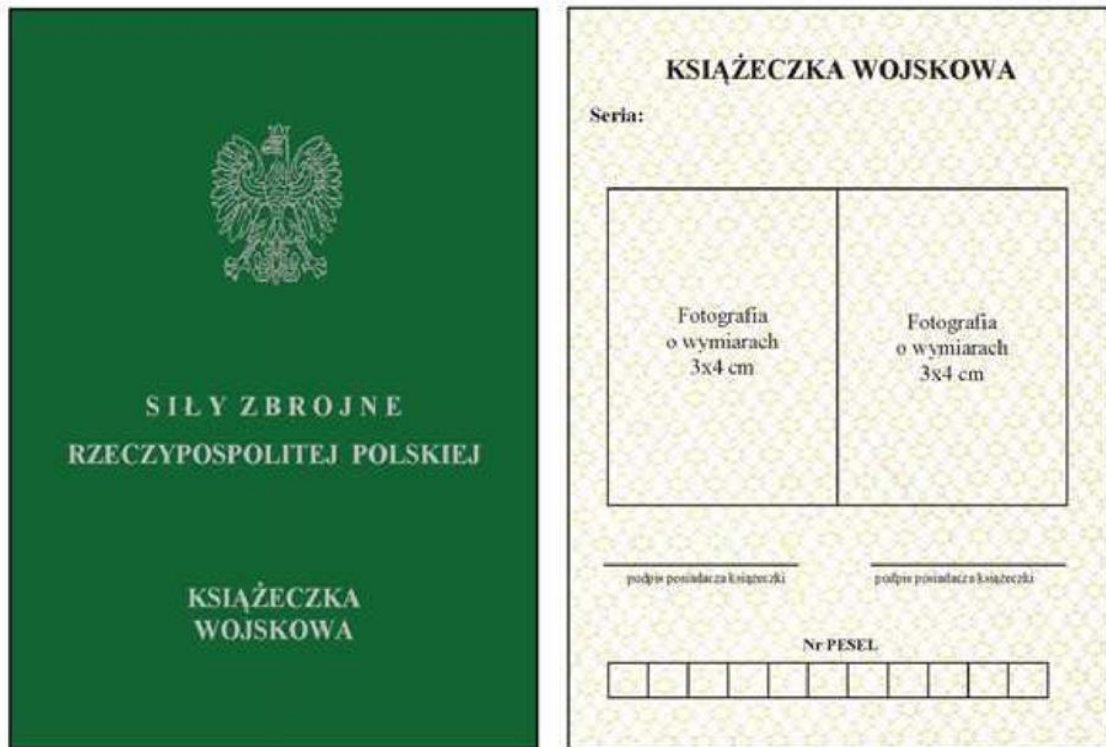 SIŁY ZBROJNE
RZECZYPOSPOLITEJ POLSKIEJ
KSIĄŻECZKA
WOJSKOWA
KSIĄŻECZKA WOJSKOWA
Seria:
Fotografia
o wymiarach
3x4 cm
Fotografia
o wymiarach
3x4 cm
podpis posiadacza książeczki
podpis posiadacza książeczki
Nr PESEL